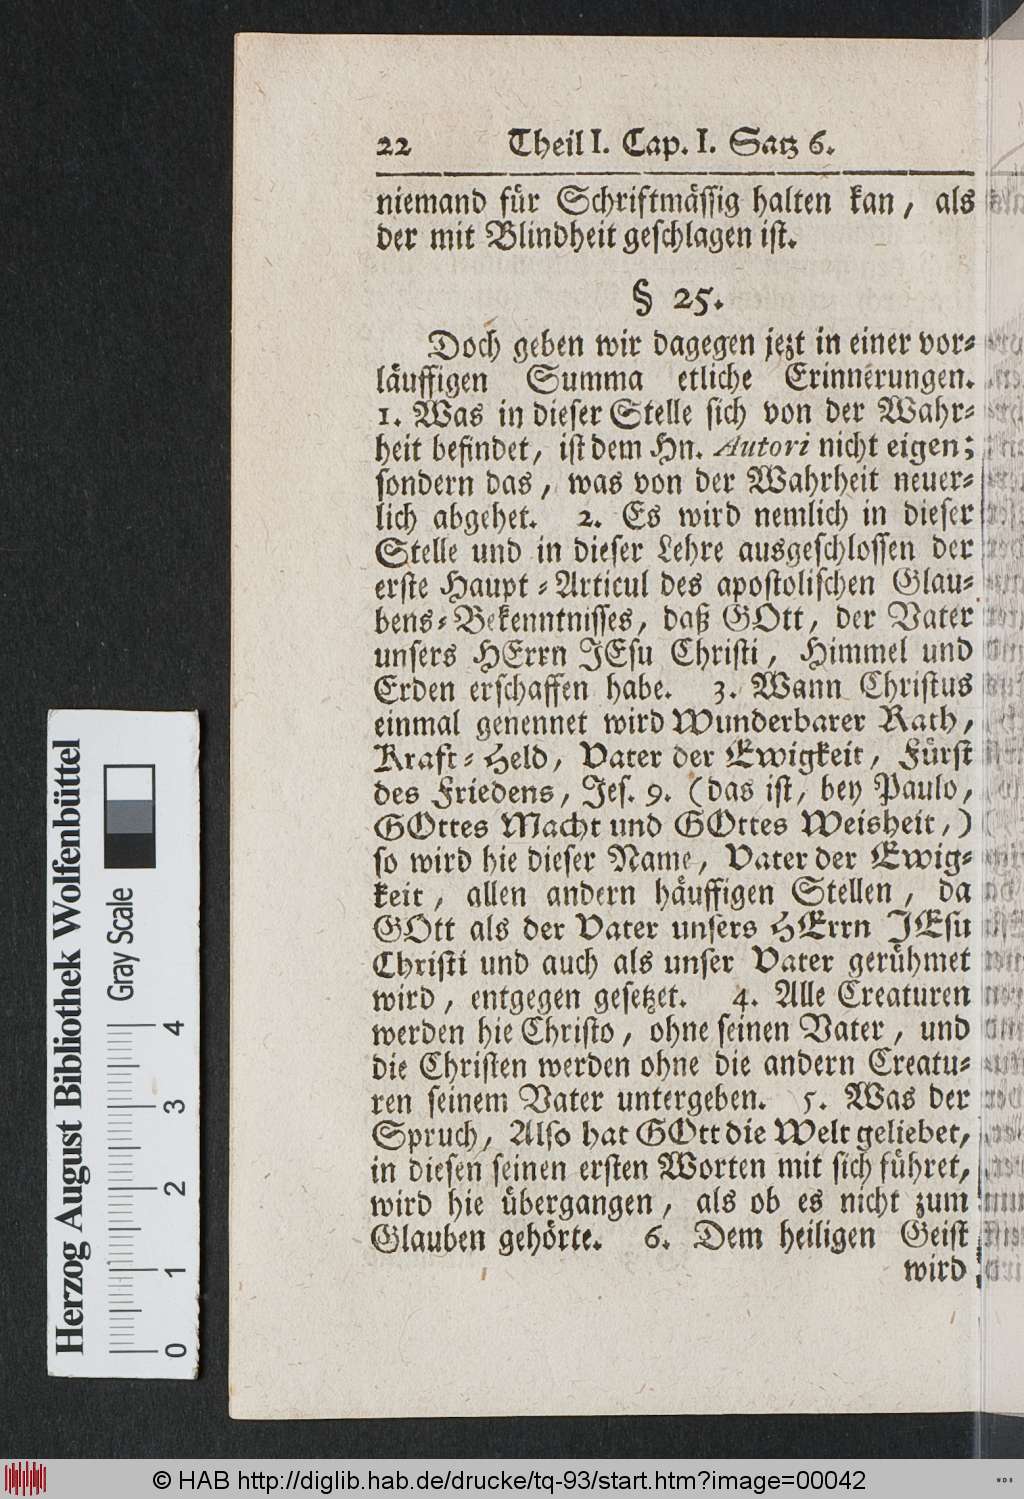 22 Theil I. Cap. I. Satz 6.
niemand für Schriftmässig halten kan, als
der mit Blindheit geschlagen ist.
§ 25.
Doch geben wir dagegen jezt in einer vor-
läuffigen Summa etliche Erinnerungen.
1. Was in dieser Stelle sich von der Wahr-
heit befindet, ist dem Hn. Autori nicht eigen;
sondern das, was von der Wahrheit neuer-
lich abgehet. 2. Es wird nemlich in dieser
Stelle und in dieser Lehre ausgeschlossen der
erste Haupt-Articul des apostolischen Glau-
bens-Bekenntnisses, daß GOtt, der Vater
unsers HErrn JEsu Christi, Himmel und
Erden erschaffen habe. 3. Wann Christus
einmal genennet wird Wunderbarer Rath,
Kraft-Held, Vater der Ewigkeit, Fürst
des Friedens, Jes. 9. (das ist, bey Paulo,
GOttes Macht und GOttes Weisheit,)
so wird hie dieser Name, Vater der Ewig-
keit, allen andern häuffigen Stellen, da
GOtt als der Vater unsers HErrn JEsu
Christi und auch als unser Vater gerühmet
wird, entgegen gesetzet. 4. Alle Creaturen
werden hie Christo, ohne seinen Vater, und
die Christen werden ohne die andern Creatu-
ren seinem Vater untergeben. 5. Was der
Spruch, Also hat GOtt die Welt geliebet,
in diesen seinen ersten Worten mit sich führet,
wird hie übergangen, als ob es nicht zum
Glauben gehörte. 6. Dem heiligen Geist
wird
Herzog August Bibliothek Wolfenbüttel
Gray Scale
0 1 2 3 4
© HAB http://diglib.hab.de/drucke/tq-93/start.htm?image=00042